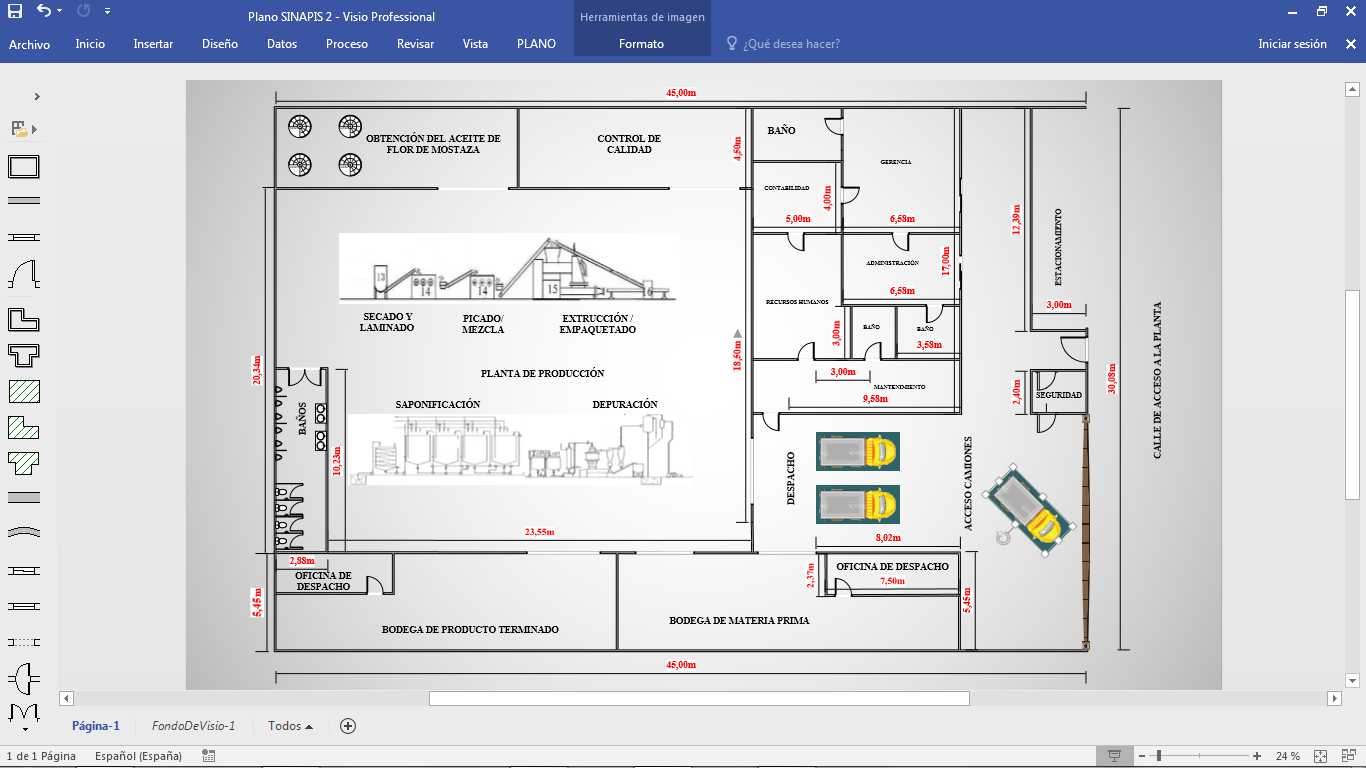 Plano SINAPIS 2 - Visio Professional
Herramientas de imagen
Archivo
Inicio
Insertar
Diseño
Datos
Proceso
Revisar
Vista
PLANO
Formato
¿Qué desea hacer?
Iniciar sesión
45,00m
OBTENCIÓN DEL ACEITE DE
FLOR DE MOSTAZA
CONTROL DE
CALIDAD
4,50m
BAÑO
GERENCIA
CONTABILIDAD
4,00m
5,00m
6,58m
12,39m
ESTACIONAMIENTO
ADMINISTRACIÓN
17,00m
6,58m
13
14
14
15
16
RECURSOS HUMANOS
3,00m
SECADO Y
LAMINADO
PICADO/
MEZCLA
EXTRUCCIÓN /
EMPAQUETADO
3,00m
BAÑO
BAÑO
3,58m
18,50m
20,34m
PLANTA DE PRODUCCIÓN
3,00m
MANTENIMIENTO
9,58m
2,40m
SEGURIDAD
30,08m
CALLE DE ACCESO A LA PLANTA
BAÑOS
SAPONIFICACIÓN
DEPURACIÓN
10,23m
DESPACHO
ACCESO CAMIONES
23,55m
8,02m
2,88m
OFICINA DE
DESPACHO
2,37m
OFICINA DE DESPACHO
7,50m
5,45m
5,45m
BODEGA DE PRODUCTO TERMINADO
BODEGA DE MATERIA PRIMA
45,00m
Página-1
FondoDeVisio-1
Todos
1 de 1 Página
Español (España)
24 %